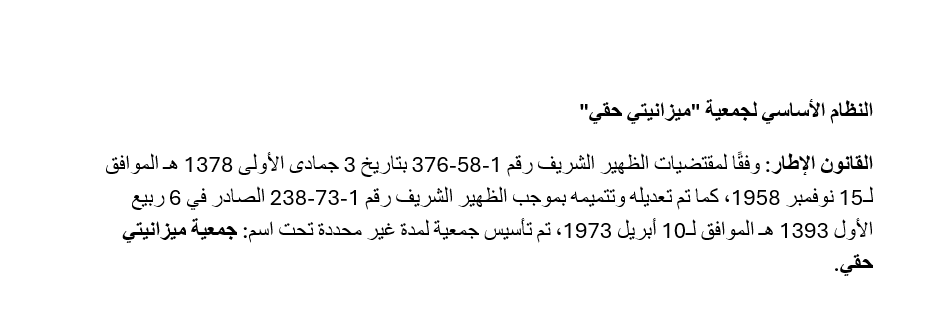 النظام الأساسي لجمعية "ميزانيتي حقي"
القانون الإطار: وفقًا لمقتضيات الظهير الشريف رقم 1-58-376 بتاريخ 3 جمادى الأولى 1378 هـ الموافق
لـ15 نوفمبر 1958، كما تم تعديله وتتميمه بموجب الظهير الشريف رقم 1-73-238 الصادر في 6 ربيع
الأول 1393 هـ الموافق لـ10 أبريل 1973، تم تأسيس جمعية لمدة غير محددة تحت اسم: جمعية ميزانيتي
حقي.